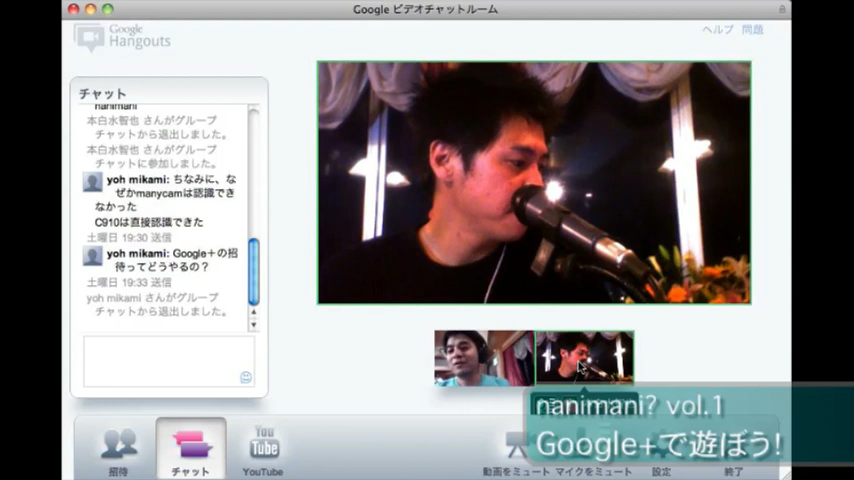 Google ビデオチャットルーム
Google
Hangouts
ヘルプ 問題
チャット
nanimani
本白水智也 さんがグループ
チャットから退出しました。
本白水智也 さんがグループ
チャットに参加しました。
yoh mikami: ちなみに、な
ぜかmanycamは認識でき
なかった
C910は直接認識できた
土曜日 19:30 送信
yoh mikami: Google+の招
待ってどうやるの？
土曜日 19:33 送信
yoh mikami さんがグループ
チャットから退出しました。
nanimani? vol.1
Google+で遊ぼう!
招待
チャット
You
Tube
YouTube
動画をミュート
マイクをミュート
設定
終了